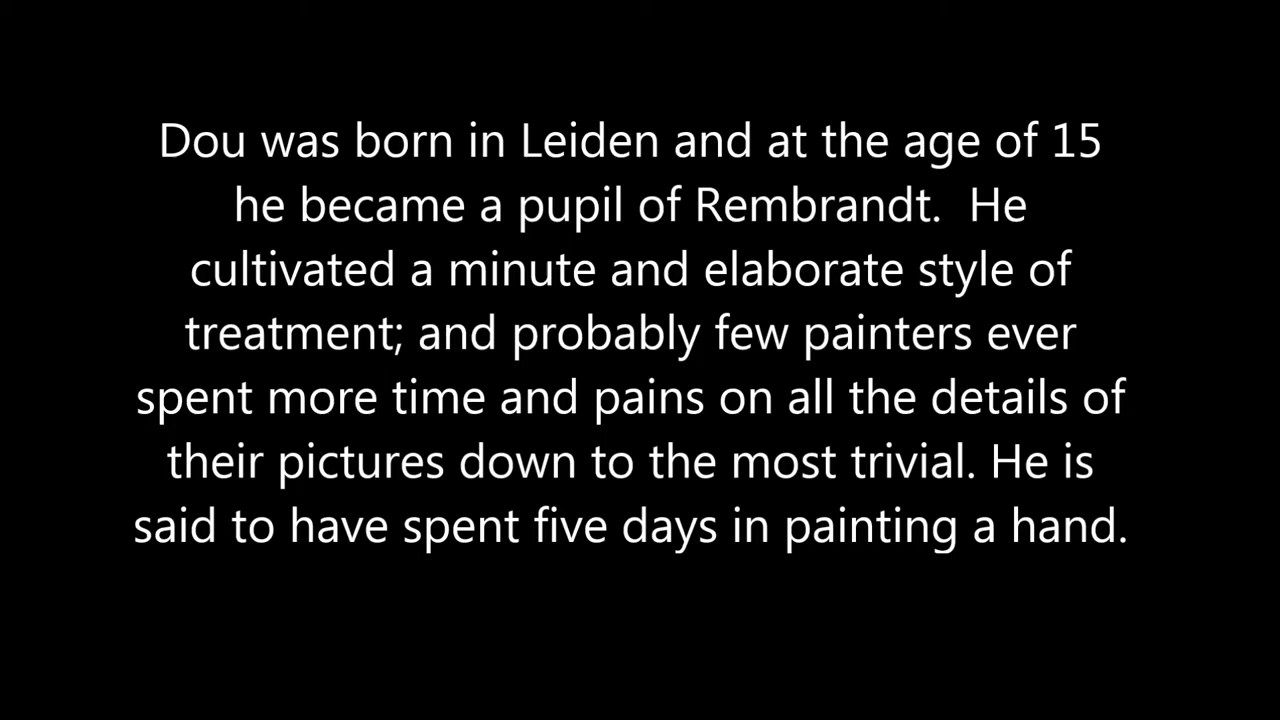 Dou was born in Leiden and at the age of 15
he became a pupil of Rembrandt.  He
cultivated a minute and elaborate style of
treatment; and probably few painters ever
spent more time and pains on all the details of
their pictures down to the most trivial. He is
said to have spent five days in painting a hand.